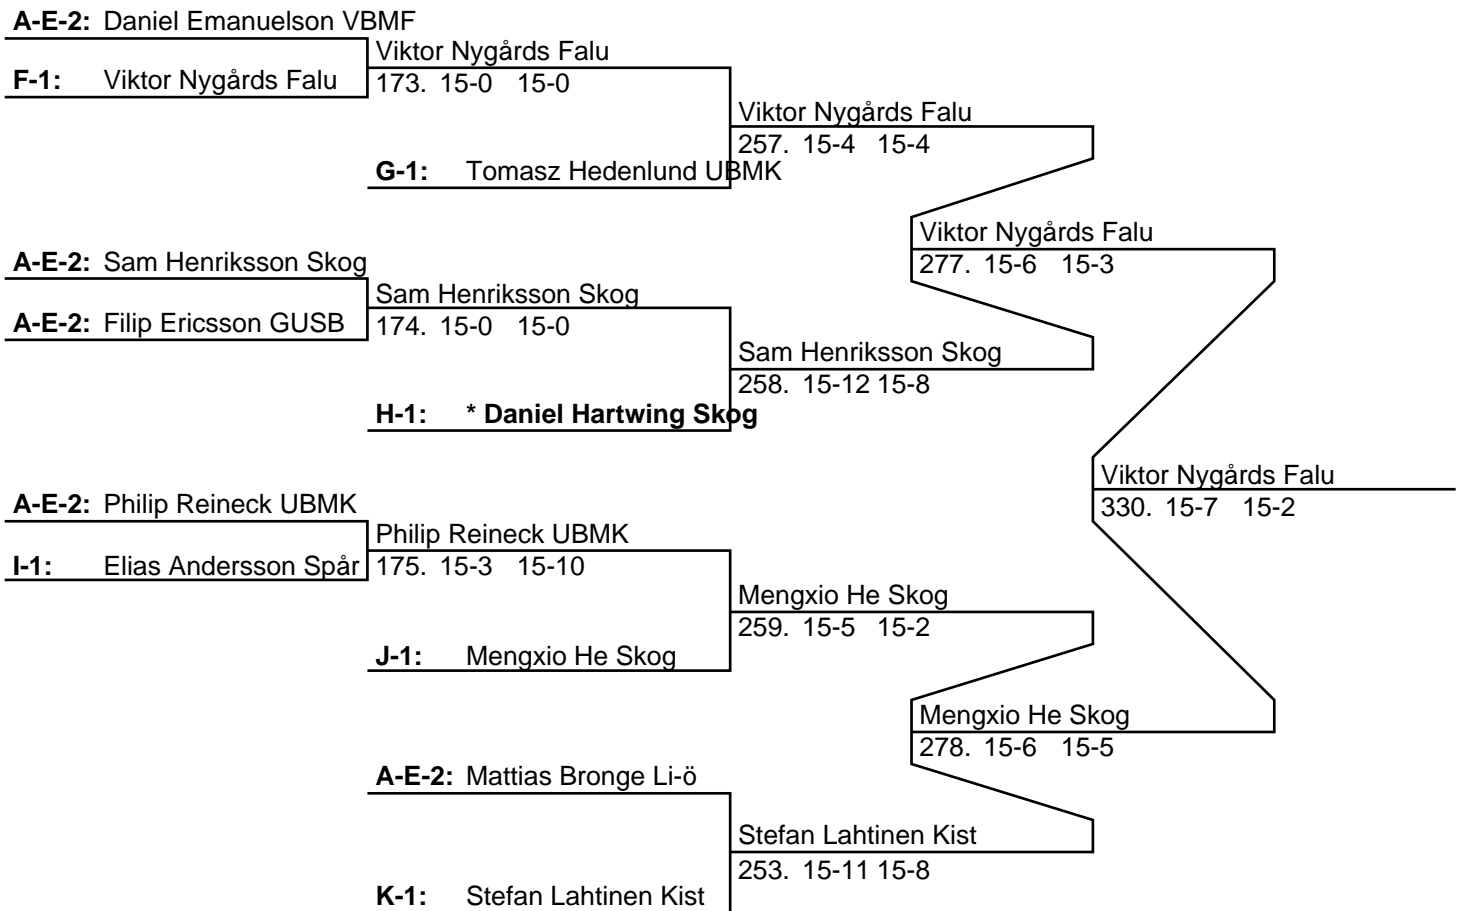 A-E-2: Daniel Emanuelson VBMF
Viktor Nygårds Falu
F-1: Viktor Nygårds Falu
173. 15-0 15-0
Viktor Nygårds Falu
257. 15-4 15-4
G-1: Tomasz Hedenlund UBMK
Viktor Nygårds Falu
277. 15-6 15-3
A-E-2: Sam Henriksson Skog
Sam Henriksson Skog
A-E-2: Filip Ericsson GUSB
174. 15-0 15-0
Sam Henriksson Skog
258. 15-12 15-8
H-1: * Daniel Hartwing Skog
Viktor Nygårds Falu
330. 15-7 15-2
A-E-2: Philip Reineck UBMK
Philip Reineck UBMK
I-1: Elias Andersson Spår
175. 15-3 15-10
Mengxio He Skog
259. 15-5 15-2
J-1: Mengxio He Skog
Mengxio He Skog
278. 15-6 15-5
A-E-2: Mattias Bronge Li-ö
Stefan Lahtinen Kist
253. 15-11 15-8
K-1: Stefan Lahtinen Kist